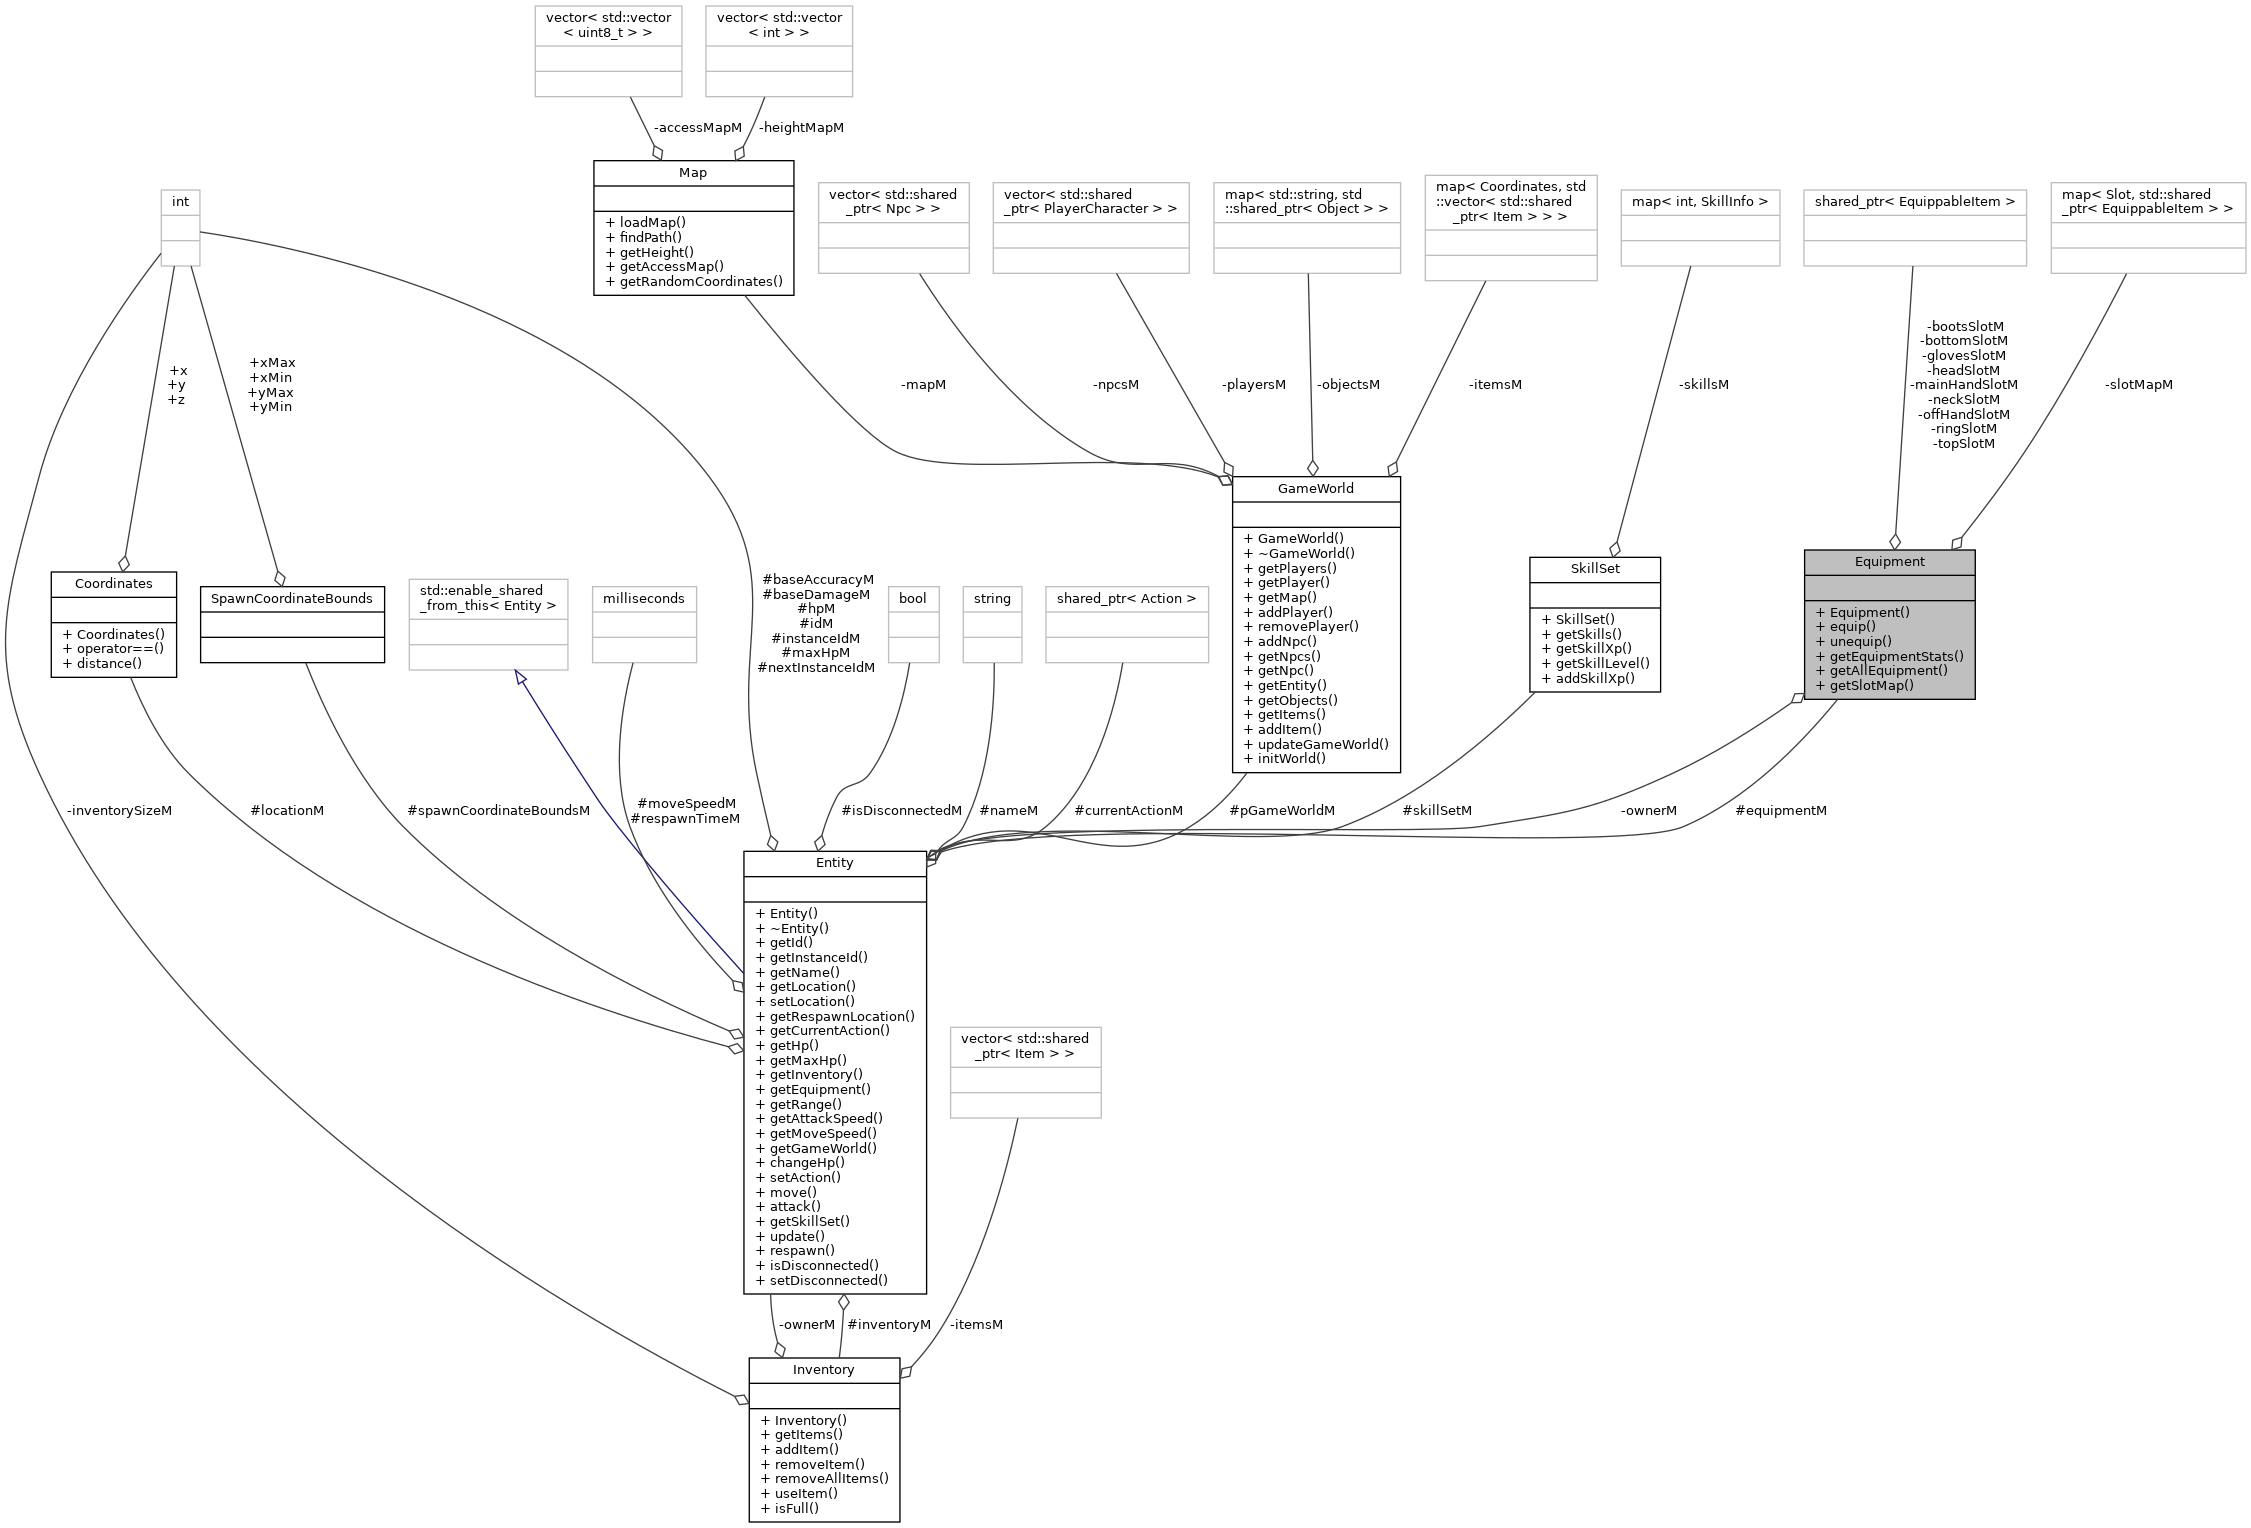 vector< std::vector
< uint8_t > >
vector< std::vector
< int > >
-accessMapM
-heightMapM
Map
+ loadMap()
+ findPath()
+ getHeight()
+ getAccessMap()
+ getRandomCoordinates()
int
vector< std::shared
_ptr< Npc > >
vector< std::shared
_ptr< PlayerCharacter > >
map< std::string, std
::shared_ptr< Object > >
map< Coordinates, std
::vector< std::shared
_ptr< Item > > >
map< int, SkillInfo >
shared_ptr< EquippableItem >
map< Slot, std::shared
_ptr< EquippableItem > >
+x
+y
+z
+xMax
+xMin
+yMax
+yMin
-mapM
-npcsM
-playersM
-objectsM
-itemsM
-skillsM
-bootsSlotM
-bottomSlotM
-glovesSlotM
-headSlotM
-mainHandSlotM
-neckSlotM
-offHandSlotM
-ringSlotM
-topSlotM
-slotMapM
Coordinates
+ Coordinates()
+ operator==()
+ distance()
SpawnCoordinateBounds
std::enable_shared
_from_this< Entity >
milliseconds
#baseAccuracyM
#baseDamageM
#hpM
#idM
#instanceIdM
#maxHpM
#nextInstanceIdM
bool
string
shared_ptr< Action >
GameWorld
+ GameWorld()
+ ~GameWorld()
+ getPlayers()
+ getPlayer()
+ getMap()
+ addPlayer()
+ removePlayer()
+ addNpc()
+ getNpcs()
+ getNpc()
+ getEntity()
+ getObjects()
+ getItems()
+ addItem()
+ updateGameWorld()
+ initWorld()
SkillSet
+ SkillSet()
+ getSkills()
+ getSkillXp()
+ getSkillLevel()
+ addSkillXp()
Equipment
+ Equipment()
+ equip()
+ unequip()
+ getEquipmentStats()
+ getAllEquipment()
+ getSlotMap()
-inventorySizeM
#locationM
#spawnCoordinateBoundsM
#moveSpeedM
#respawnTimeM
#isDisconnectedM
#nameM
#currentActionM
#pGameWorldM
#skillSetM
-ownerM
#equipmentM
Entity
+ Entity()
+ ~Entity()
+ getId()
+ getInstanceId()
+ getName()
+ getLocation()
+ setLocation()
+ getRespawnLocation()
+ getCurrentAction()
+ getHp()
+ getMaxHp()
+ getInventory()
+ getEquipment()
+ getRange()
+ getAttackSpeed()
+ getMoveSpeed()
+ getGameWorld()
+ changeHp()
+ setAction()
+ move()
+ attack()
+ getSkillSet()
+ update()
+ respawn()
+ isDisconnected()
+ setDisconnected()
vector< std::shared
_ptr< Item > >
-ownerM
#inventoryM
-itemsM
Inventory
+ Inventory()
+ getItems()
+ addItem()
+ removeItem()
+ removeAllItems()
+ useItem()
+ isFull()